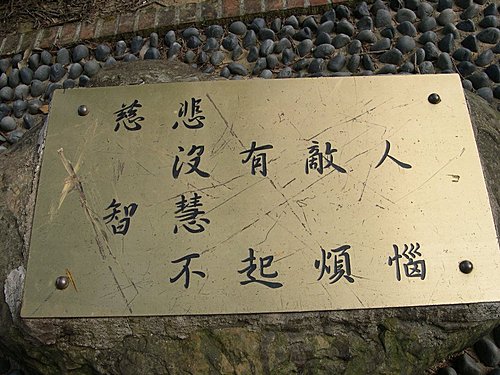 慈悲
沒有敵人
智慧
不起煩惱